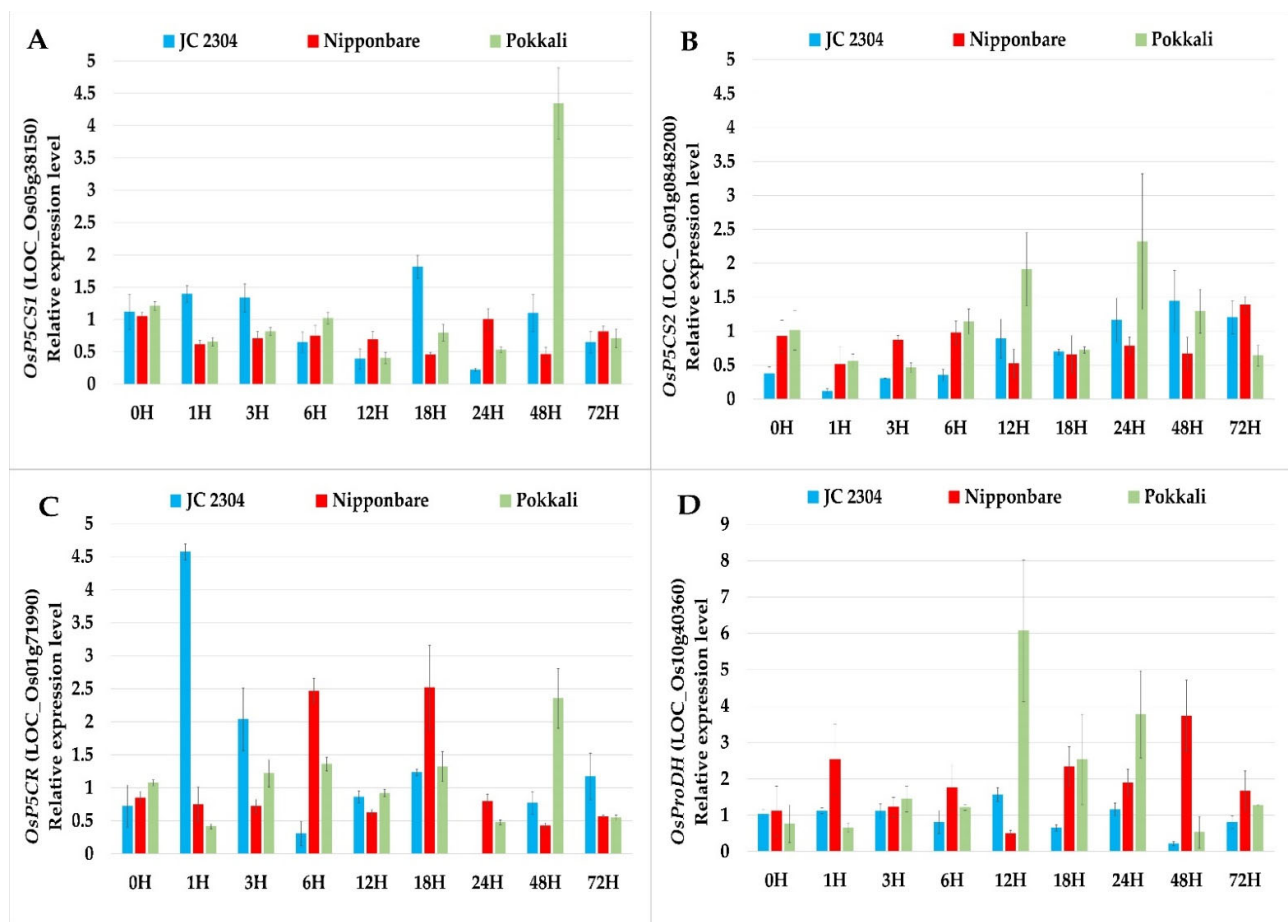 A
JC 2304 Nipponbare Pokkali
OsP5CS1 (LOC_Os05g38150)
Relative expression level
5
4.5
4
3.5
3
2.5
2
1.5
1
0.5
0
0H 1H 3H 6H 12H 18H 24H 48H 72H
B
JC 2304 Nipponbare Pokkali
OsP5CS2 (LOC_Os01g0848200)
Relative expression level
5
4.5
4
3.5
3
2.5
2
1.5
1
0.5
0
0H 1H 3H 6H 12H 18H 24H 48H 72H
C
JC 2304 Nipponbare Pokkali
OsP5CR (LOC_Os01g71990)
Relative expression level
5
4.5
4
3.5
3
2.5
2
1.5
1
0.5
0
0H 1H 3H 6H 12H 18H 24H 48H 72H
D
JC 2304 Nipponbare Pokkali
OsProDH (LOC_Os10g40360)
Relative expression level
9
8
7
6
5
4
3
2
1
0
0H 1H 3H 6H 12H 18H 24H 48H 72H